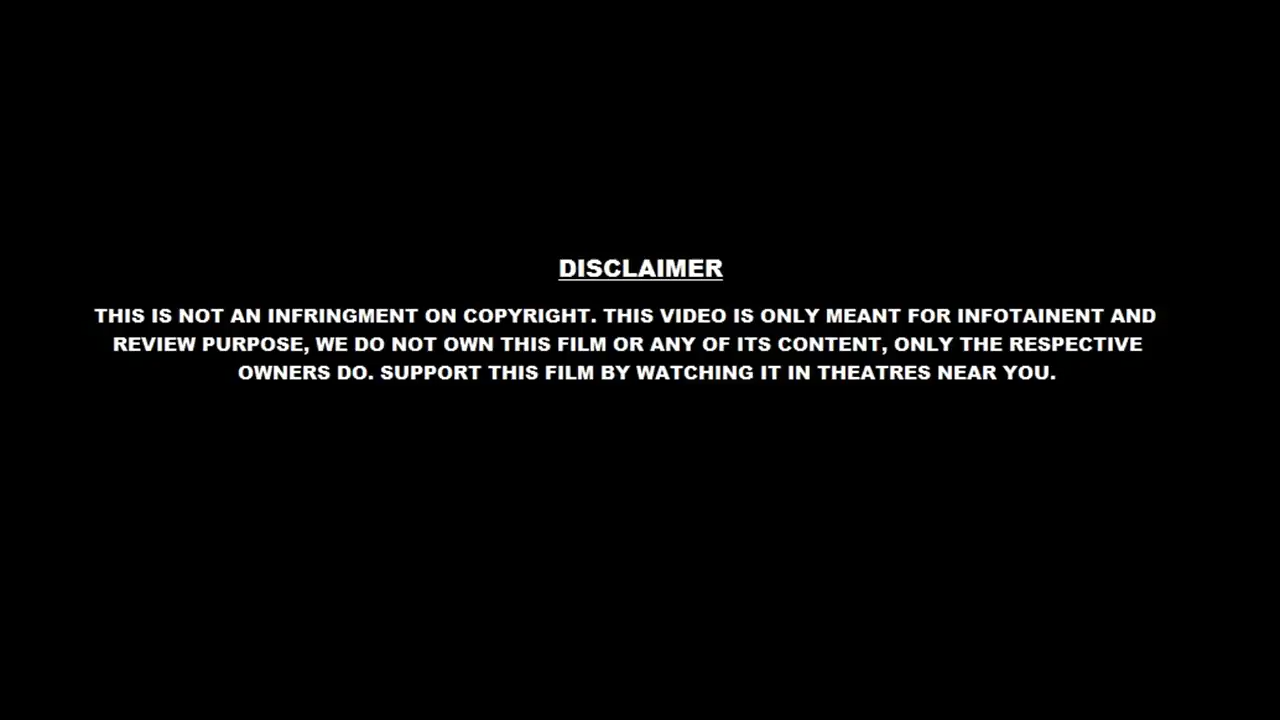 DISCLAIMER
THIS IS NOT AN INFRINGMENT ON COPYRIGHT. THIS VIDEO IS ONLY MEANT FOR INFOTAINENT AND
REVIEW PURPOSE, WE DO NOT OWN THIS FILM OR ANY OF ITS CONTENT, ONLY THE RESPECTIVE
OWNERS DO. SUPPORT THIS FILM BY WATCHING IT IN THEATRES NEAR YOU.